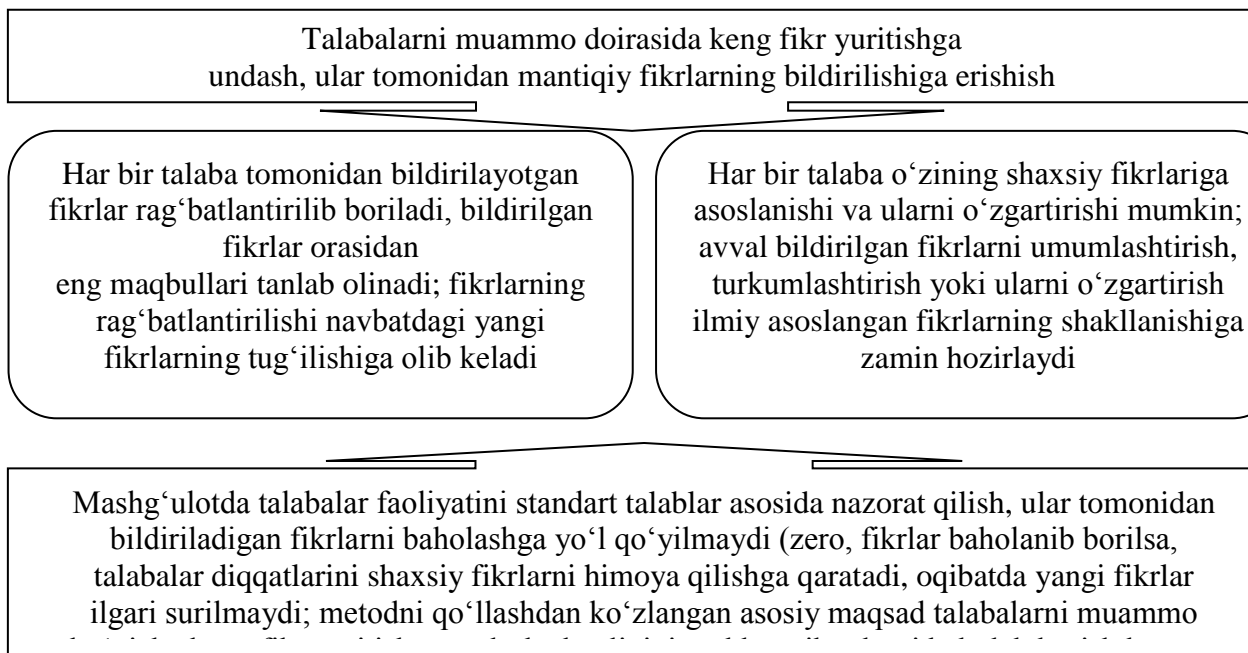 Talabalarni muammo doirasida keng fikr yuritishga
undash, ular tomonidan mantiqiy fikrlarning bildirilishiga erishish
Har bir talaba tomonidan bildirilayotgan
fikrlar rag‘batlantirilib boriladi, bildirilgan
fikrlar orasidan
eng maqbullari tanlab olinadi; fikrlarning
rag‘batlantirilishi navbatdagi yangi
fikrlarning tug‘ilishiga olib keladi
Har bir talaba o‘zining shaxsiy fikrlariga
asoslanishi va ularni o‘zgartirishi mumkin;
avval bildirilgan fikrlarni umumlashtirish,
turkumlashtirish yoki ularni o‘zgartirish
ilmiy asoslangan fikrlarning shakllanishiga
zamin hozirlaydi
Mashg‘ulotda talabalar faoliyatini standart talablar asosida nazorat qilish, ular tomonidan
bildiriladigan fikrlarni baholashga yo‘l qo‘yilmaydi (zero, fikrlar baholanib borilsa,
talabalar diqqatlarini shaxsiy fikrlarni himoya qilishga qaratadi, oqibatda yangi fikrlar
ilgari surilmaydi; metodni qo‘llashdan ko‘zlangan asosiy maqsad talabalarni muammo